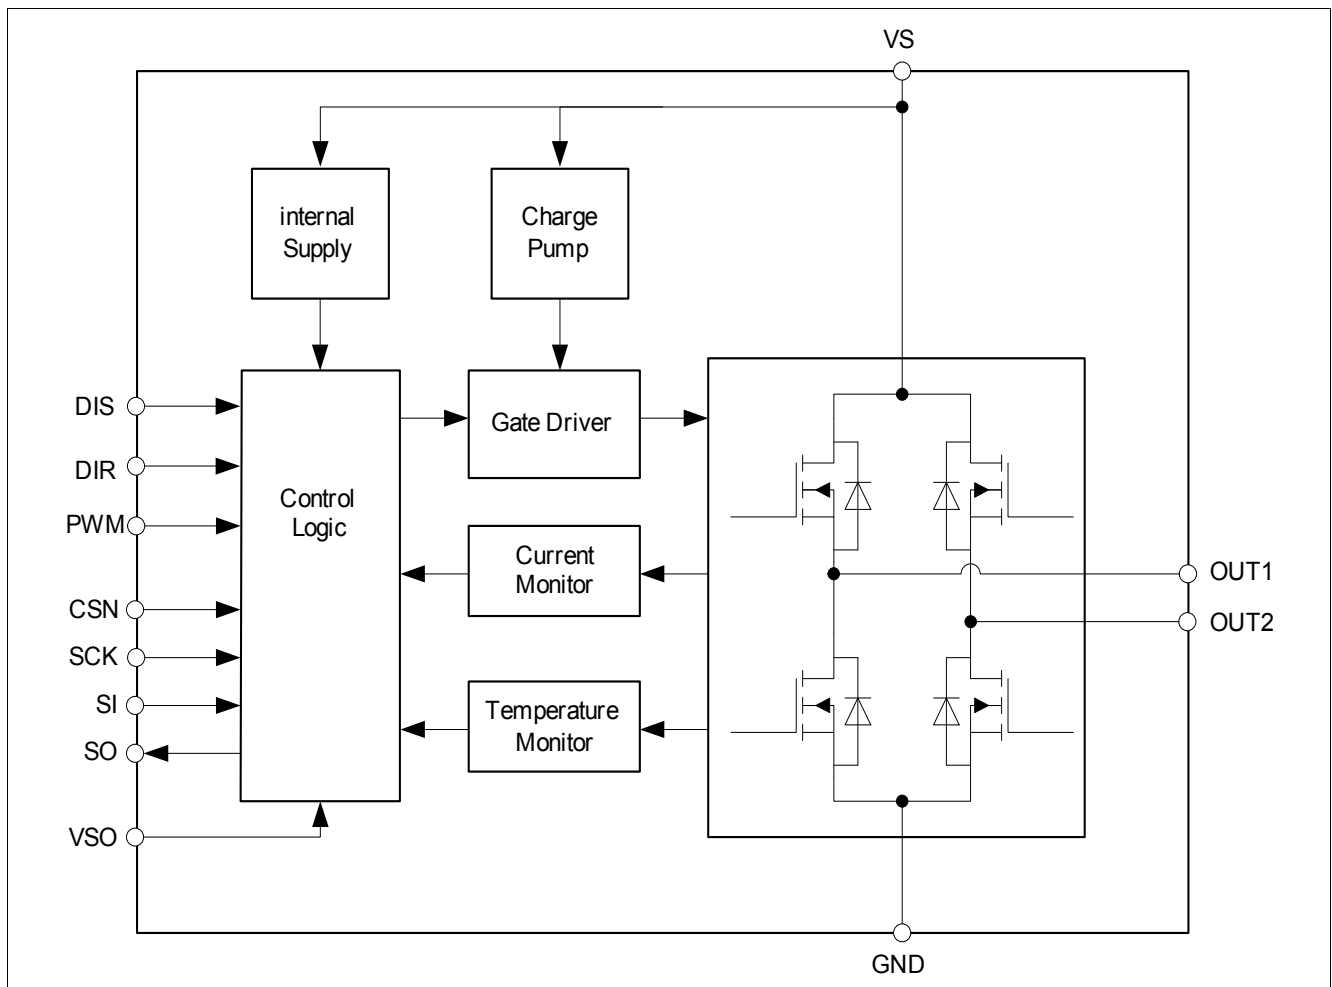 VS
internal
Supply
Charge
Pump
DIS
DIR
PWM
CSN
SCK
SI
SO
VSO
Control
Logic
Gate Driver
Current
Monitor
Temperature
Monitor
OUT1
OUT2
GND